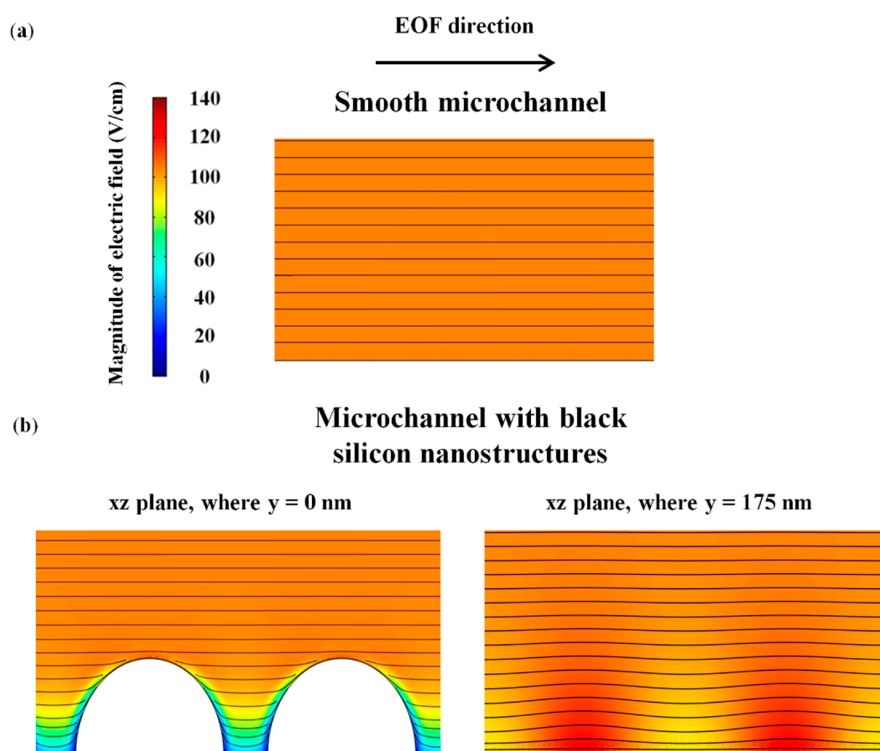 (a)
EOF direction
Smooth microchannel
Magnitude of electric field (V/cm)
140
120
100
80
60
40
20
0
(b)
Microchannel with black
silicon nanostructures
xz plane, where y = 0 nm
xz plane, where y = 175 nm